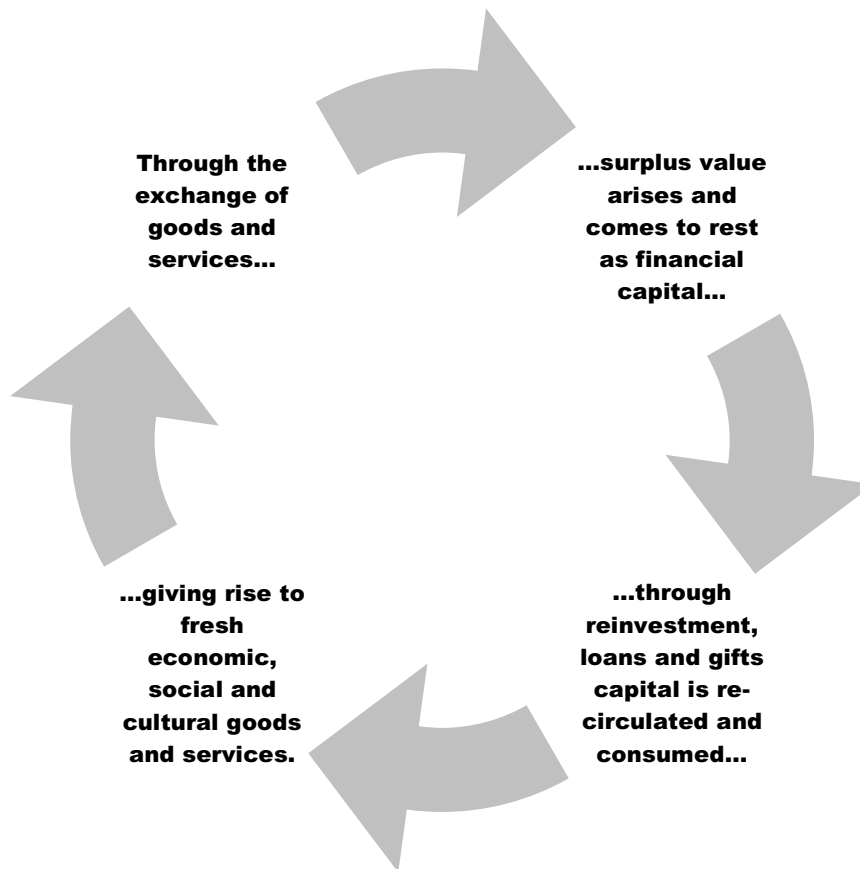 Through the
exchange of
goods and
services...
...surplus value
arises and
comes to rest
as financial
capital...
...through
reinvestment,
loans and gifts
capital is re-
circulated and
consumed...
...giving rise to
fresh
economic,
social and
cultural goods
and services.